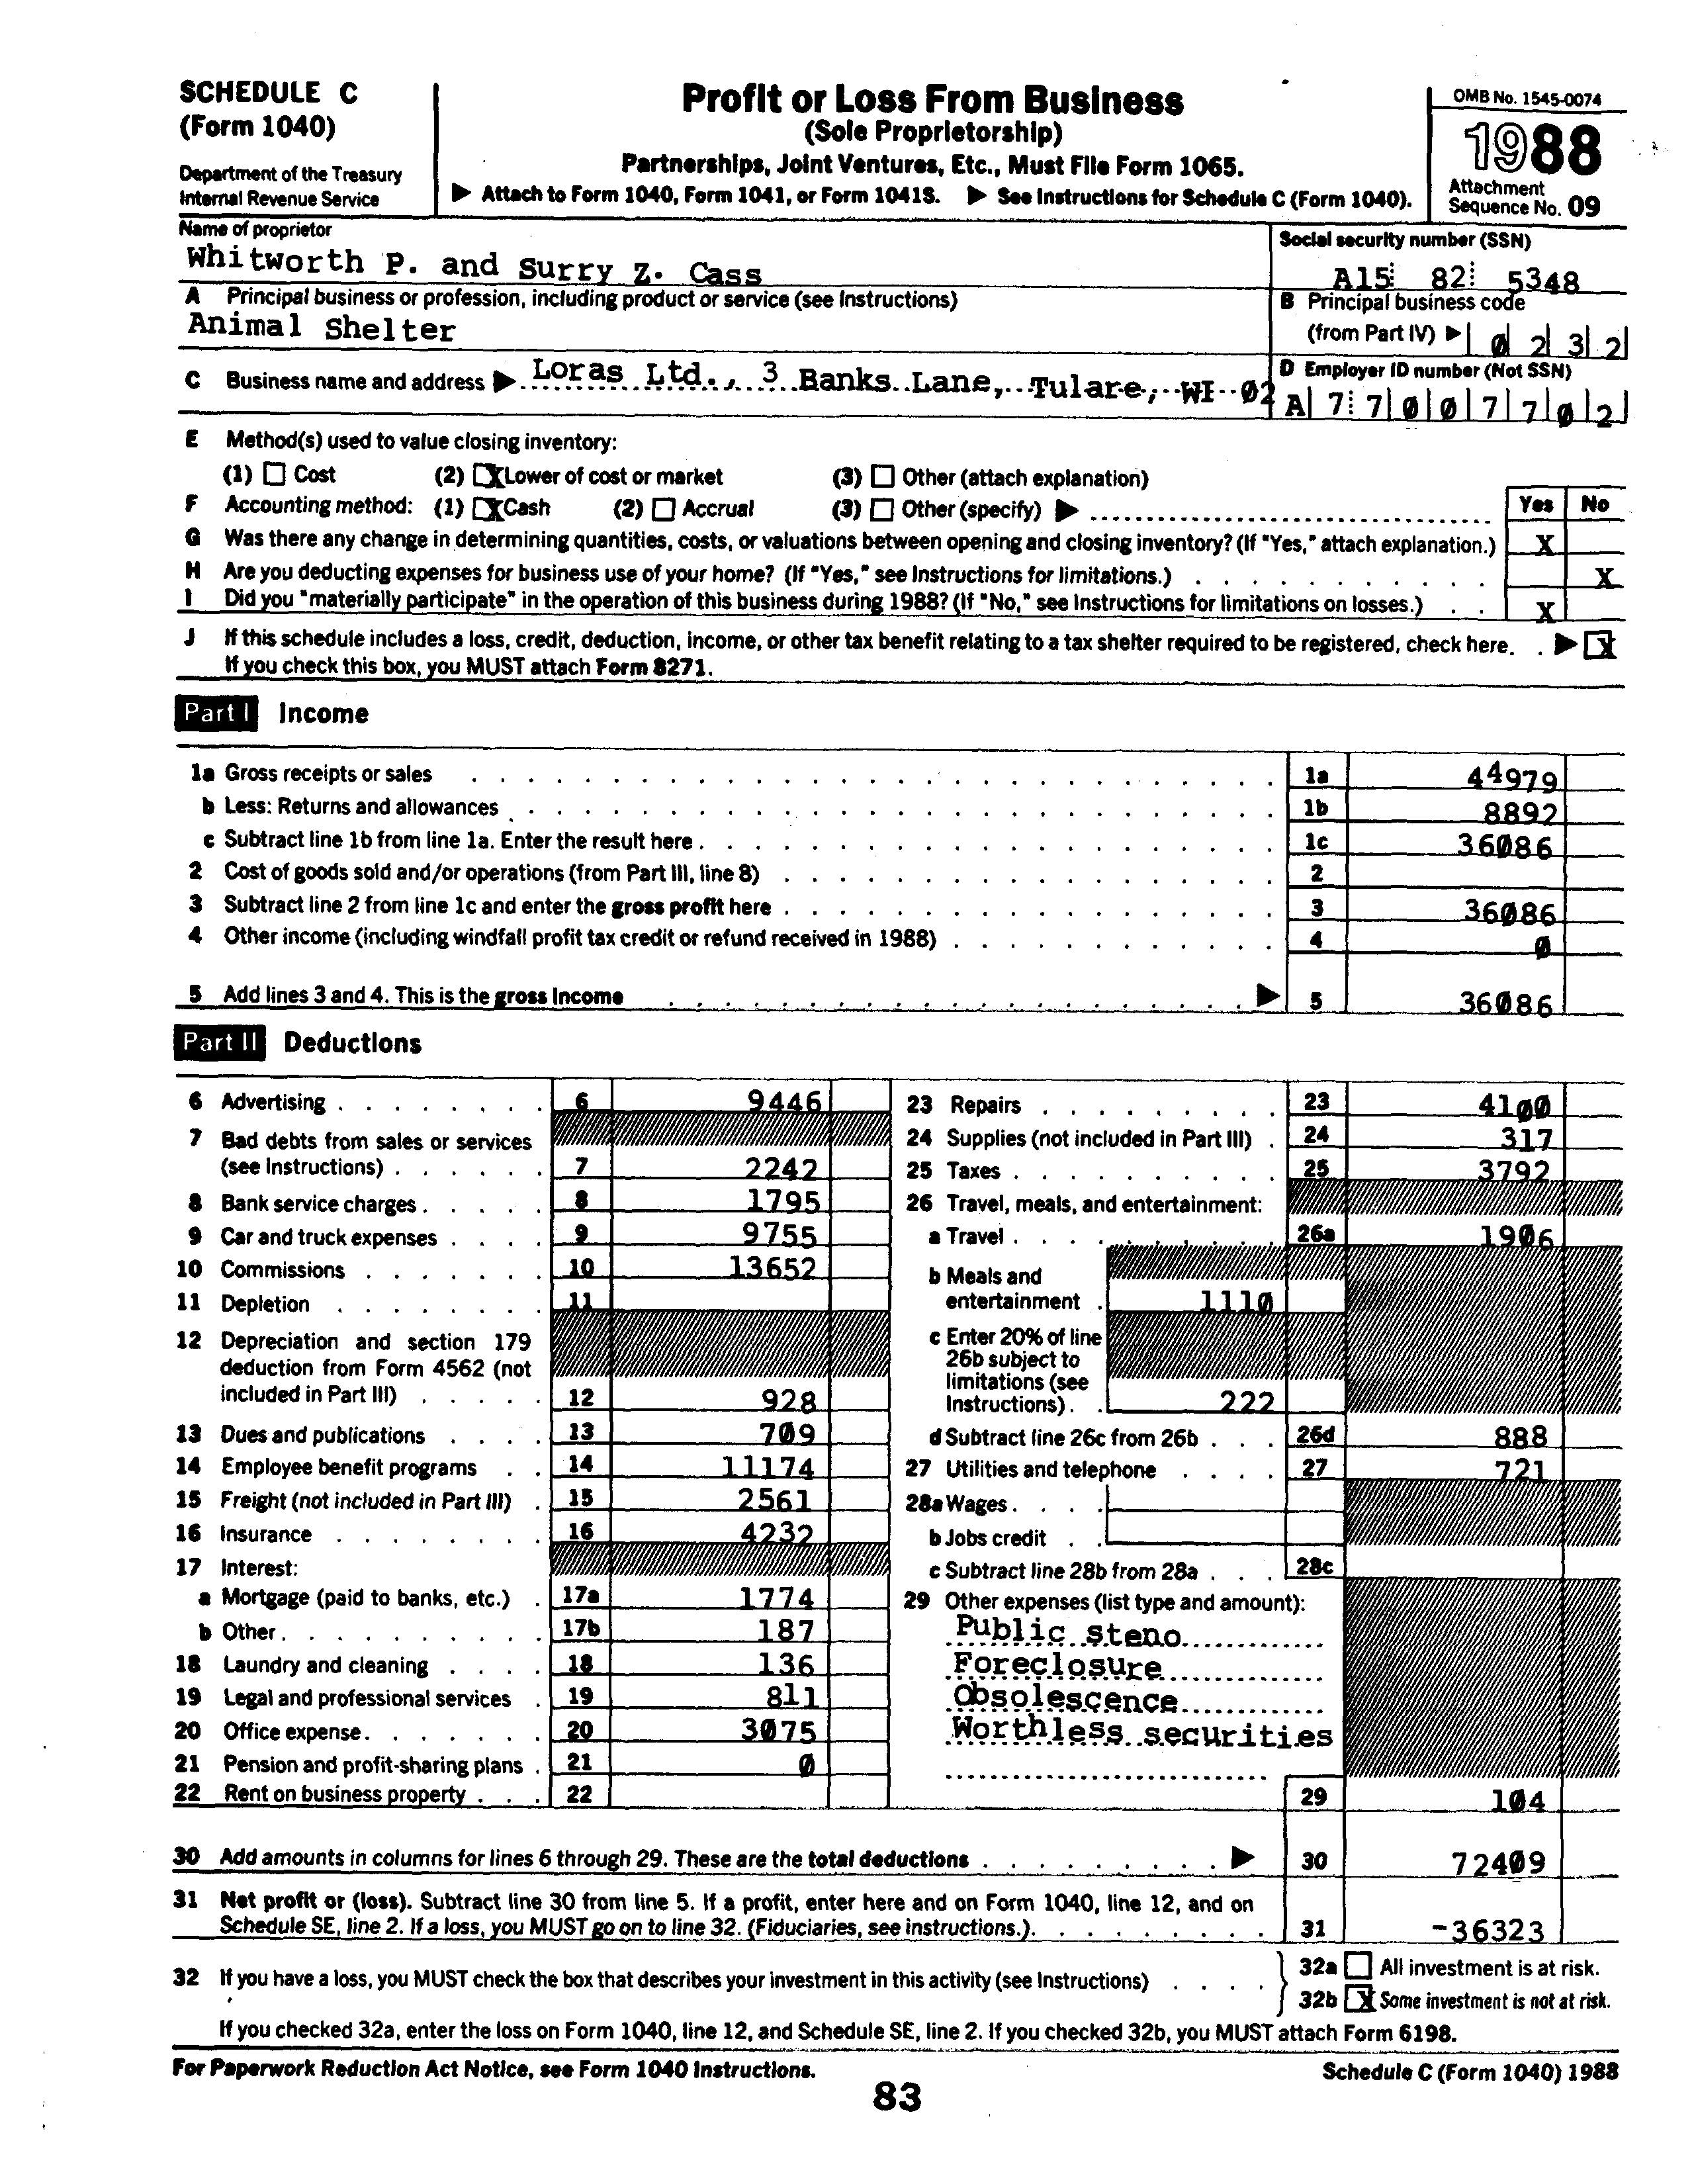 SCHEDULE C
(Form 1040)
Department of the Treasury
Internal Revenue Service
Profit or Loss From Business
(Sole Proprietorship)
Partnerships, Joint Ventures, Etc., Must File Form 1065.
▶ Attach to Form 1040, Form 1041, or Form 1041S. ▶ See Instructions for Schedule C (Form 1040).
OMB No. 1545-0074
1988
Attachment
Sequence No. 09
Name of proprietor
Whitworth P. and Surry Z. Cass
Social security number (SSN)
A15 82 5348
A Principal business or profession, including product or service (see Instructions)
Animal Shelter
B Principal business code
(from Part IV) ▶ 0 2 3 2
C Business name and address ▶ Loras Ltd., 3 Banks Lane, Tulare, WI 02
D Employer ID number (Not SSN)
A 7 7 0 0 7 7 0 2
E Method(s) used to value closing inventory:
(1) Cost (2) X Lower of cost or market (3) Other (attach explanation)
F Accounting method: (1) X Cash (2) Accrual (3) Other (specify) ▶
Yes No
G Was there any change in determining quantities, costs, or valuations between opening and closing inventory? (If "Yes," attach explanation.) X
H Are you deducting expenses for business use of your home? (If "Yes," see Instructions for limitations.) X
I Did you "materially participate" in the operation of this business during 1988? (If "No," see Instructions for limitations on losses.) X
J If this schedule includes a loss, credit, deduction, income, or other tax benefit relating to a tax shelter required to be registered, check here. ▶ X
If you check this box, you MUST attach Form 8271.
Part I Income
1a Gross receipts or sales 1a 44979
b Less: Returns and allowances 1b 8892
c Subtract line 1b from line 1a. Enter the result here 1c 36086
2 Cost of goods sold and/or operations (from Part III, line 8) 2
3 Subtract line 2 from line 1c and enter the gross profit here 3 36086
4 Other income (including windfall profit tax credit or refund received in 1988) 4 0
5 Add lines 3 and 4. This is the gross income ▶ 5 36086
Part II Deductions
6 Advertising 6 9446
7 Bad debts from sales or services
(see Instructions) 7 2242
8 Bank service charges 8 1795
9 Car and truck expenses 9 9755
10 Commissions 10 13652
11 Depletion 11
12 Depreciation and section 179
deduction from Form 4562 (not
included in Part III) 12 928
13 Dues and publications 13 709
14 Employee benefit programs 14 11174
15 Freight (not included in Part III) 15 2561
16 Insurance 16 4232
17 Interest:
a Mortgage (paid to banks, etc.) 17a 1774
b Other 17b 187
18 Laundry and cleaning 18 136
19 Legal and professional services 19 811
20 Office expense 20 3075
21 Pension and profit-sharing plans 21 0
22 Rent on business property 22
23 Repairs 23 4100
24 Supplies (not included in Part III) 24 317
25 Taxes 25 3792
26 Travel, meals, and entertainment:
a Travel 26a 1906
b Meals and
entertainment 1110
c Enter 20% of line
26b subject to
limitations (see
Instructions) 222
d Subtract line 26c from 26b 26d 888
27 Utilities and telephone 27 721
28a Wages
b Jobs credit
c Subtract line 28b from 28a 28c
29 Other expenses (list type and amount):
Public steno
Foreclosure
Obsolescence
Worthless securities
29 104
30 Add amounts in columns for lines 6 through 29. These are the total deductions ▶ 30 72409
31 Net profit or (loss). Subtract line 30 from line 5. If a profit, enter here and on Form 1040, line 12, and on
Schedule SE, line 2. If a loss, you MUST go on to line 32. (Fiduciaries, see instructions.) 31 -36323
32 If you have a loss, you MUST check the box that describes your investment in this activity (see Instructions)
32a All investment is at risk.
32b X Some investment is not at risk.
If you checked 32a, enter the loss on Form 1040, line 12, and Schedule SE, line 2. If you checked 32b, you MUST attach Form 6198.
For Paperwork Reduction Act Notice, see Form 1040 Instructions.
Schedule C (Form 1040) 1988
83